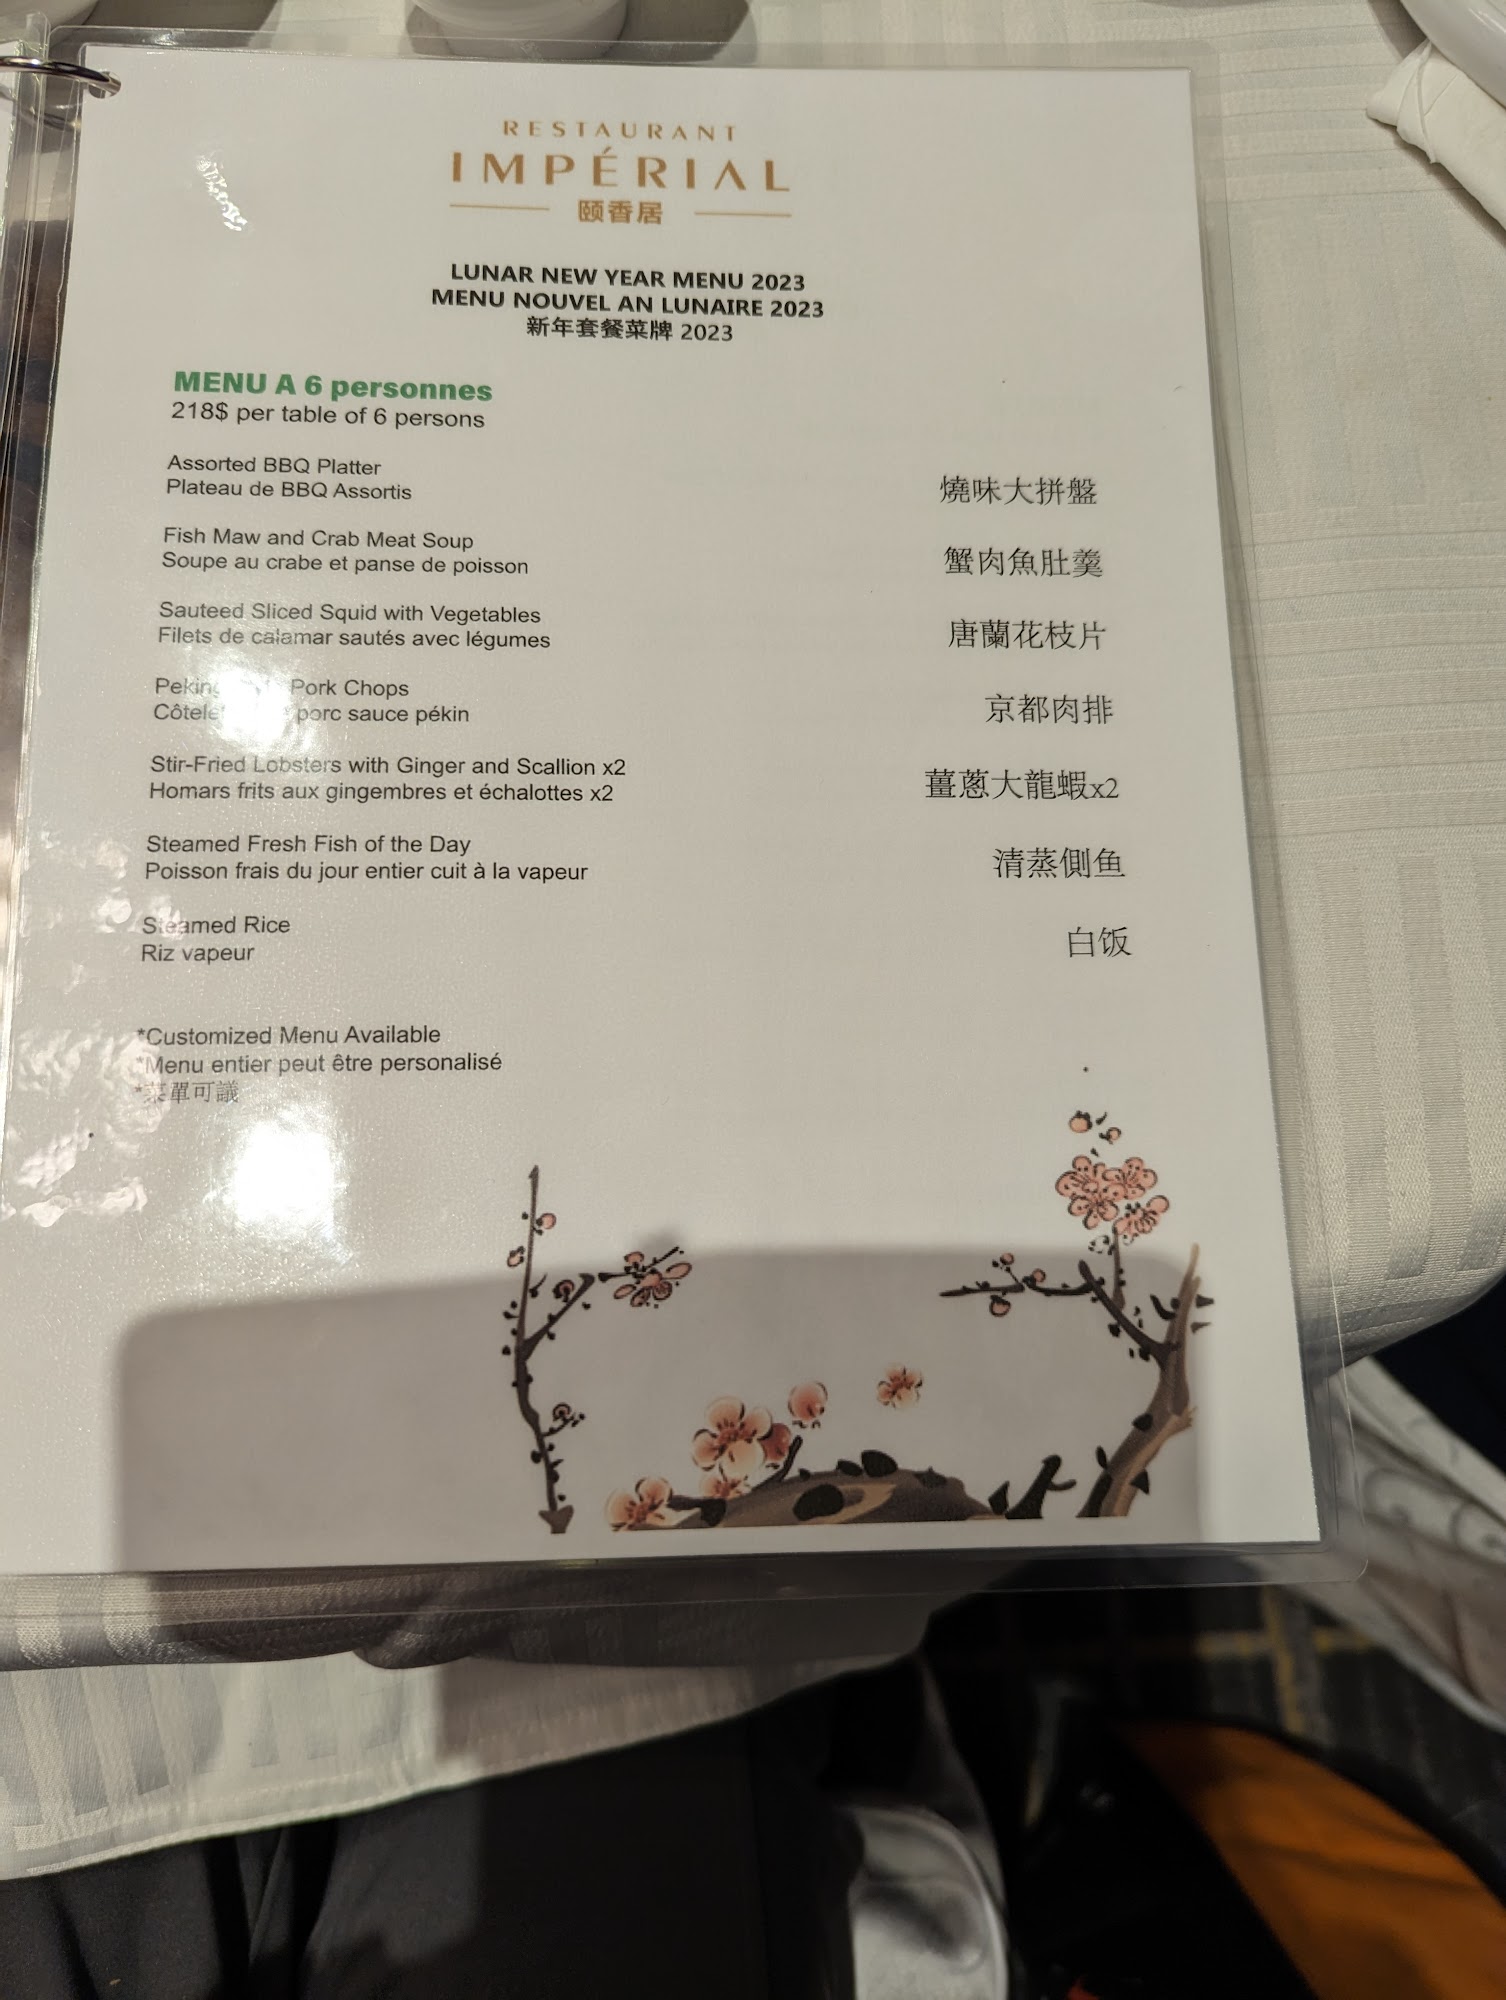 RESTAURANT
IMPÉRIAL
颐香居
LUNAR NEW YEAR MENU 2023
MENU NOUVEL AN LUNAIRE 2023
新年套餐菜牌 2023
MENU A 6 personnes
218$ per table of 6 persons
Assorted BBQ Platter
Plateau de BBQ Assortis
燒味大拼盤
Fish Maw and Crab Meat Soup
Soupe au crabe et panse de poisson
蟹肉魚肚羹
Sauteed Sliced Squid with Vegetables
Filets de calamar sautés avec légumes
唐蘭花枝片
Peking Pork Chops
porc sauce pékin
京都肉排
Stir-Fried Lobsters with Ginger and Scallion x2
Homars frits aux gingembres et échalottes x2
薑蔥大龍蝦x2
Steamed Fresh Fish of the Day
Poisson frais du jour entier cuit à la vapeur
清蒸側鱼
Steamed Rice
Riz vapeur
白饭
*Customized Menu Available
*Menu entier peut être personalisé
*菜單可議